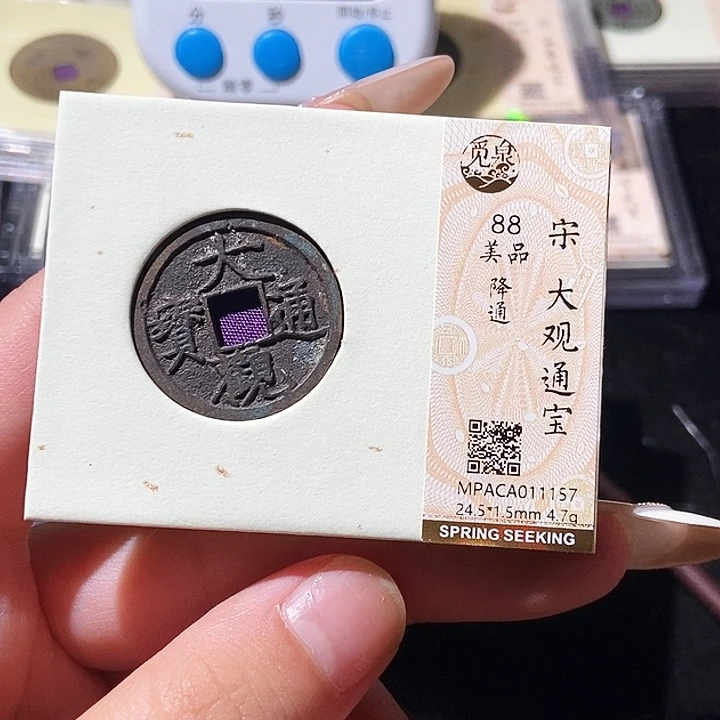 分 秒
大
通
寶
觀
觅泉
88
美品
降通
宋 大观通宝
MPACA011157
24.5*1.5mm 4.7g
SPRING SEEKING